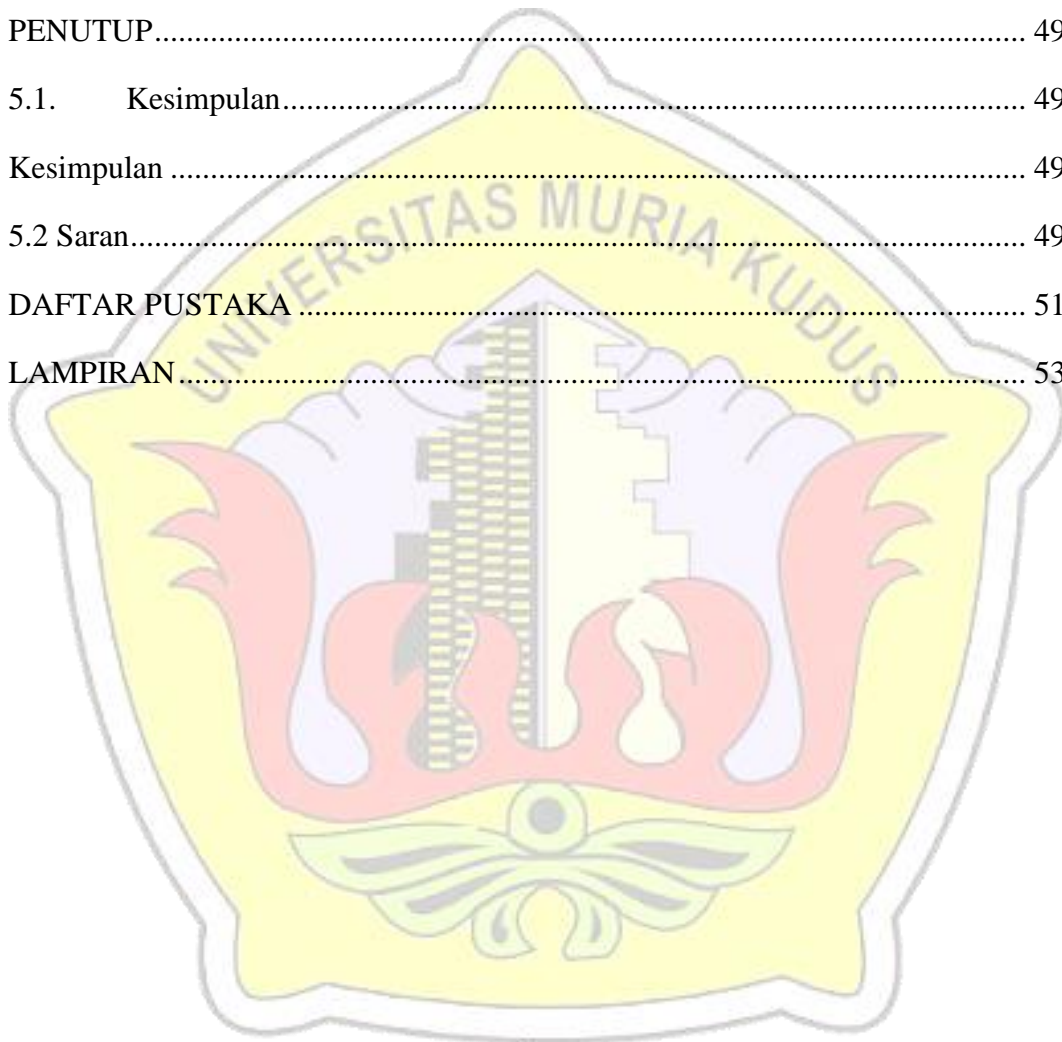 PENUTUP................................................................................................................ 49
5.1. Kesimpulan................................................................................................ 49
Kesimpulan .............................................................................................................. 49
5.2 Saran................................................................................................................... 49
DAFTAR PUSTAKA ............................................................................................. 51
LAMPIRAN............................................................................................................. 53
UNIVERSITAS MURIA KUDUS